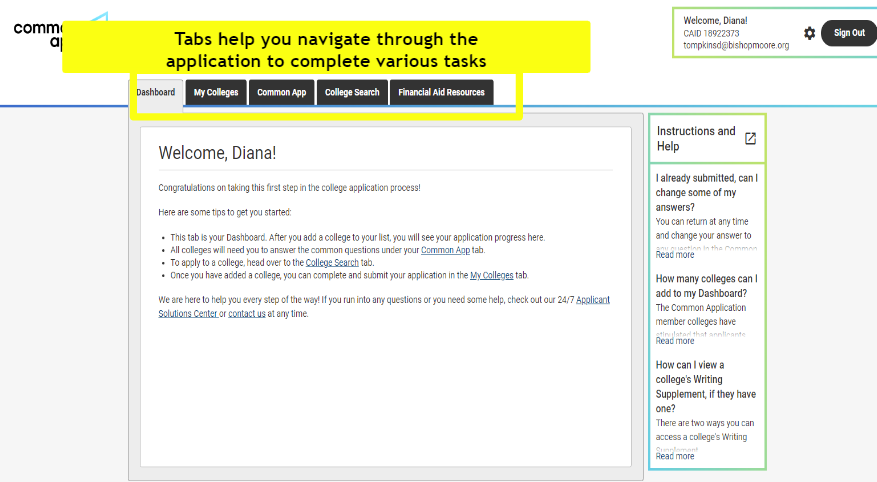 Tabs help you navigate through the
application to complete various tasks
Welcome, Diana!
CAID 18922373
tompkinsd@bishopmoore.org
Sign Out
Dashboard
My Colleges
Common App
College Search
Financial Aid Resources
Welcome, Diana!
Congratulations on taking this first step in the college application process!
Here are some tips to get you started:
• This tab is your Dashboard. After you add a college to your list, you will see your application progress here.
• All colleges will need you to answer the common questions under your Common App tab.
• To apply to a college, head over to the College Search tab.
• Once you have added a college, you can complete and submit your application in the My Colleges tab.
We are here to help you every step of the way! If you run into any questions or you need some help, check out our 24/7 Applicant
Solutions Center or contact us at any time.
Instructions and
Help
I already submitted, can I
change some of my
answers?
You can return at any time
and change your answer to
any question in the Common
Read more
How many colleges can I
add to my Dashboard?
The Common Application
member colleges have
stipulated that applicants
Read more
How can I view a
college's Writing
Supplement, if they have
one?
There are two ways you can
access a college's Writing
Supplement
Read more